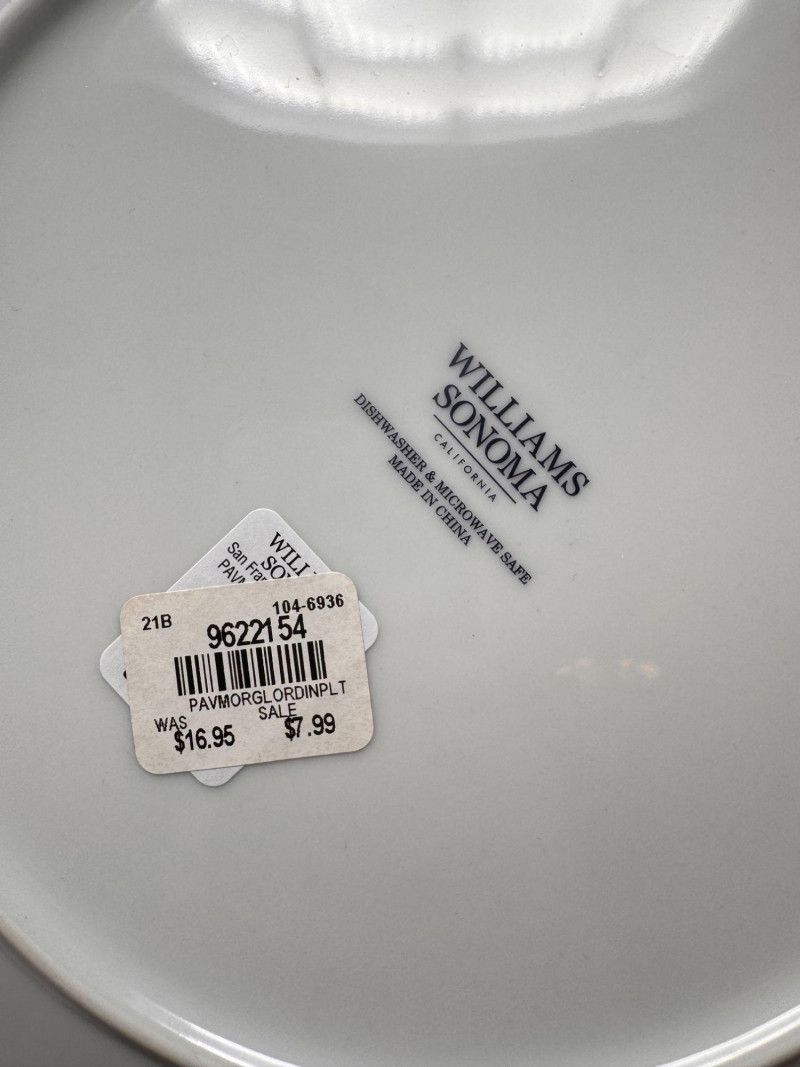 WILLIAMS
SONOMA
CALIFORNIA
DISHWASHER & MICROWAVE SAFE
MADE IN CHINA
San
21B
104-6936
9622154
PAVMORGLORDINPLT
WAS
SALE
$16.95
$7.99